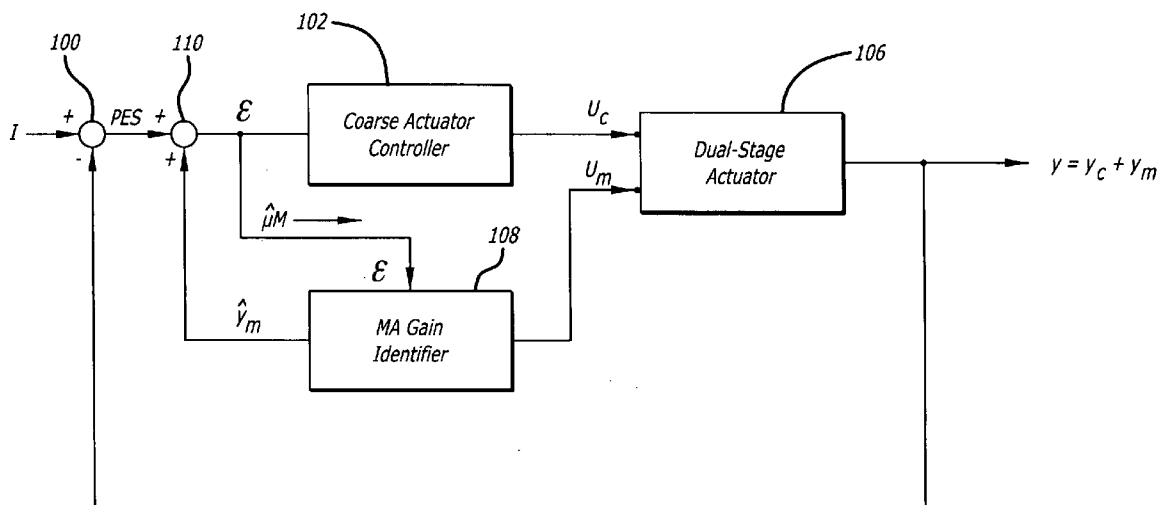 100
110
102
106
I
+
-
PES
+
+
ε
Coarse Actuator
Controller
U_c
U_m
Dual-Stage
Actuator
y = y_c + y_m
μ̂M
108
ε
ŷ_m
MA Gain
Identifier